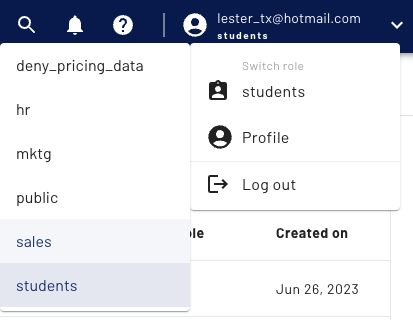 lester_tx@hotmail.com
students
deny_pricing_data
hr
mktg
public
sales
students
Switch role
students
Profile
Log out
Created on
Jun 26, 2023